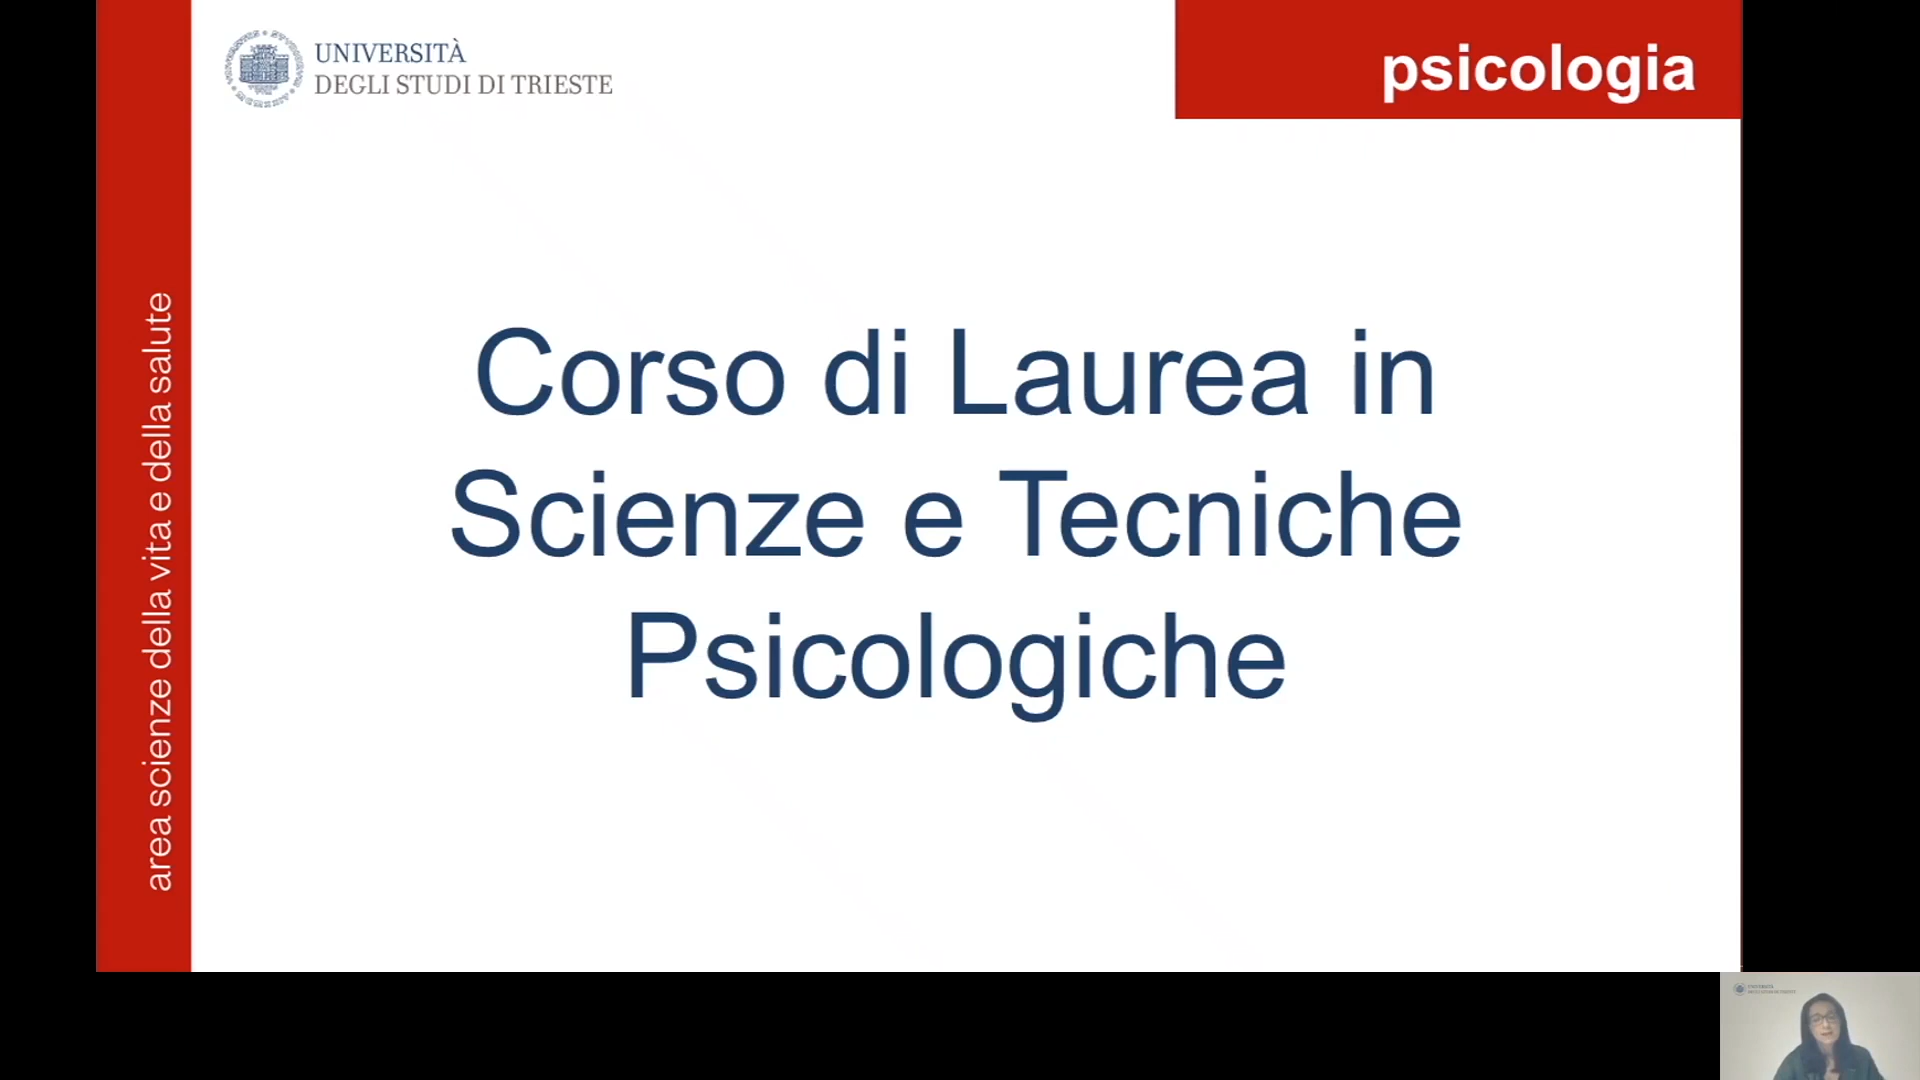 UNIVERSITÀ
DEGLI STUDI DI TRIESTE
psicologia
area scienze della vita e della salute
Corso di Laurea in
Scienze e Tecniche
Psicologiche